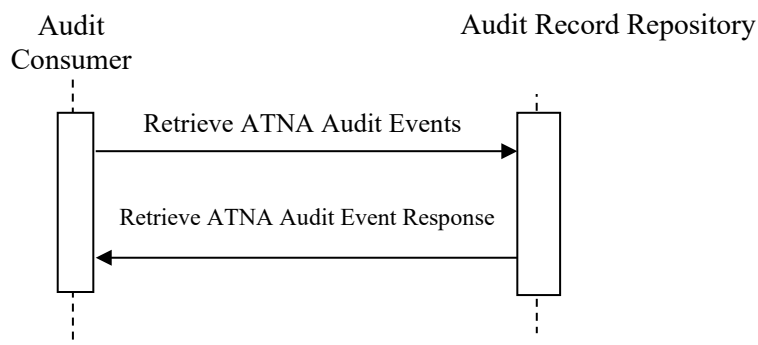 Audit
Consumer
Audit Record Repository
Retrieve ATNA Audit Events
Retrieve ATNA Audit Event Response